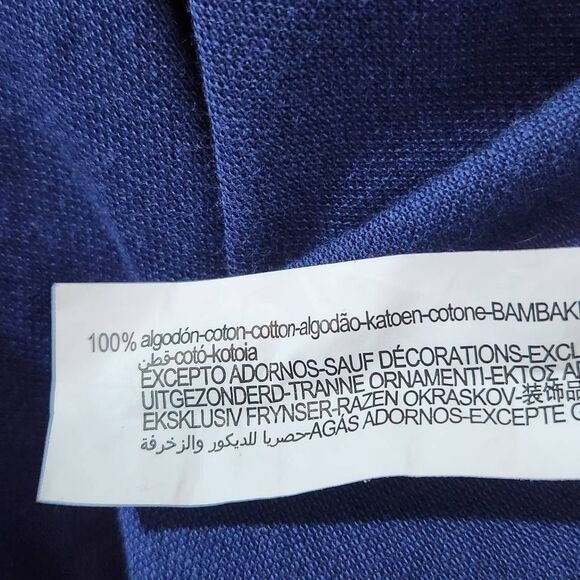 100% algodón-coton-cotton-algodão-katoen-cotone-BAMBAKI
قطن-cotó-kotoia
EXCEPTO ADORNOS-SAUF DÉCORATIONS-EXCL
UITGEZONDERD-TRANNE ORNAMENTI-ΕΚΤΟΣ
EKSKLUSIV FRYNSER-RAZEN OKRASKOV-装饰品
حصريا للديكور والزخرفة-AGÁS ADORNOS-EXCEPTE